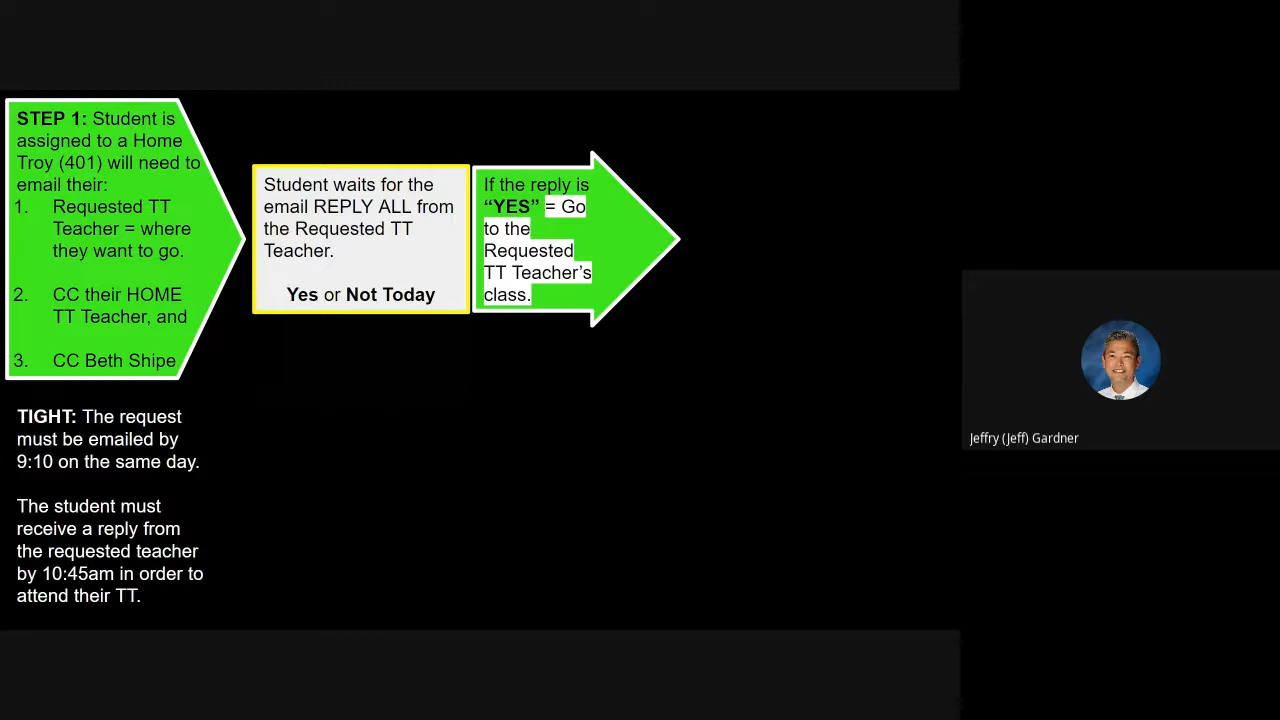 STEP 1: Student is
assigned to a Home
Troy (401) will need to
email their:
1. Requested TT
Teacher = where
they want to go.
2. CC their HOME
TT Teacher, and
3. CC Beth Shipe
TIGHT: The request
must be emailed by
9:10 on the same day.
The student must
receive a reply from
the requested teacher
by 10:45am in order to
attend their TT.
Student waits for the
email REPLY ALL from
the Requested TT
Teacher.
Yes or Not Today
If the reply is
“YES” = Go
to the
Requested
TT Teacher’s
class.
Jeffry (Jeff) Gardner